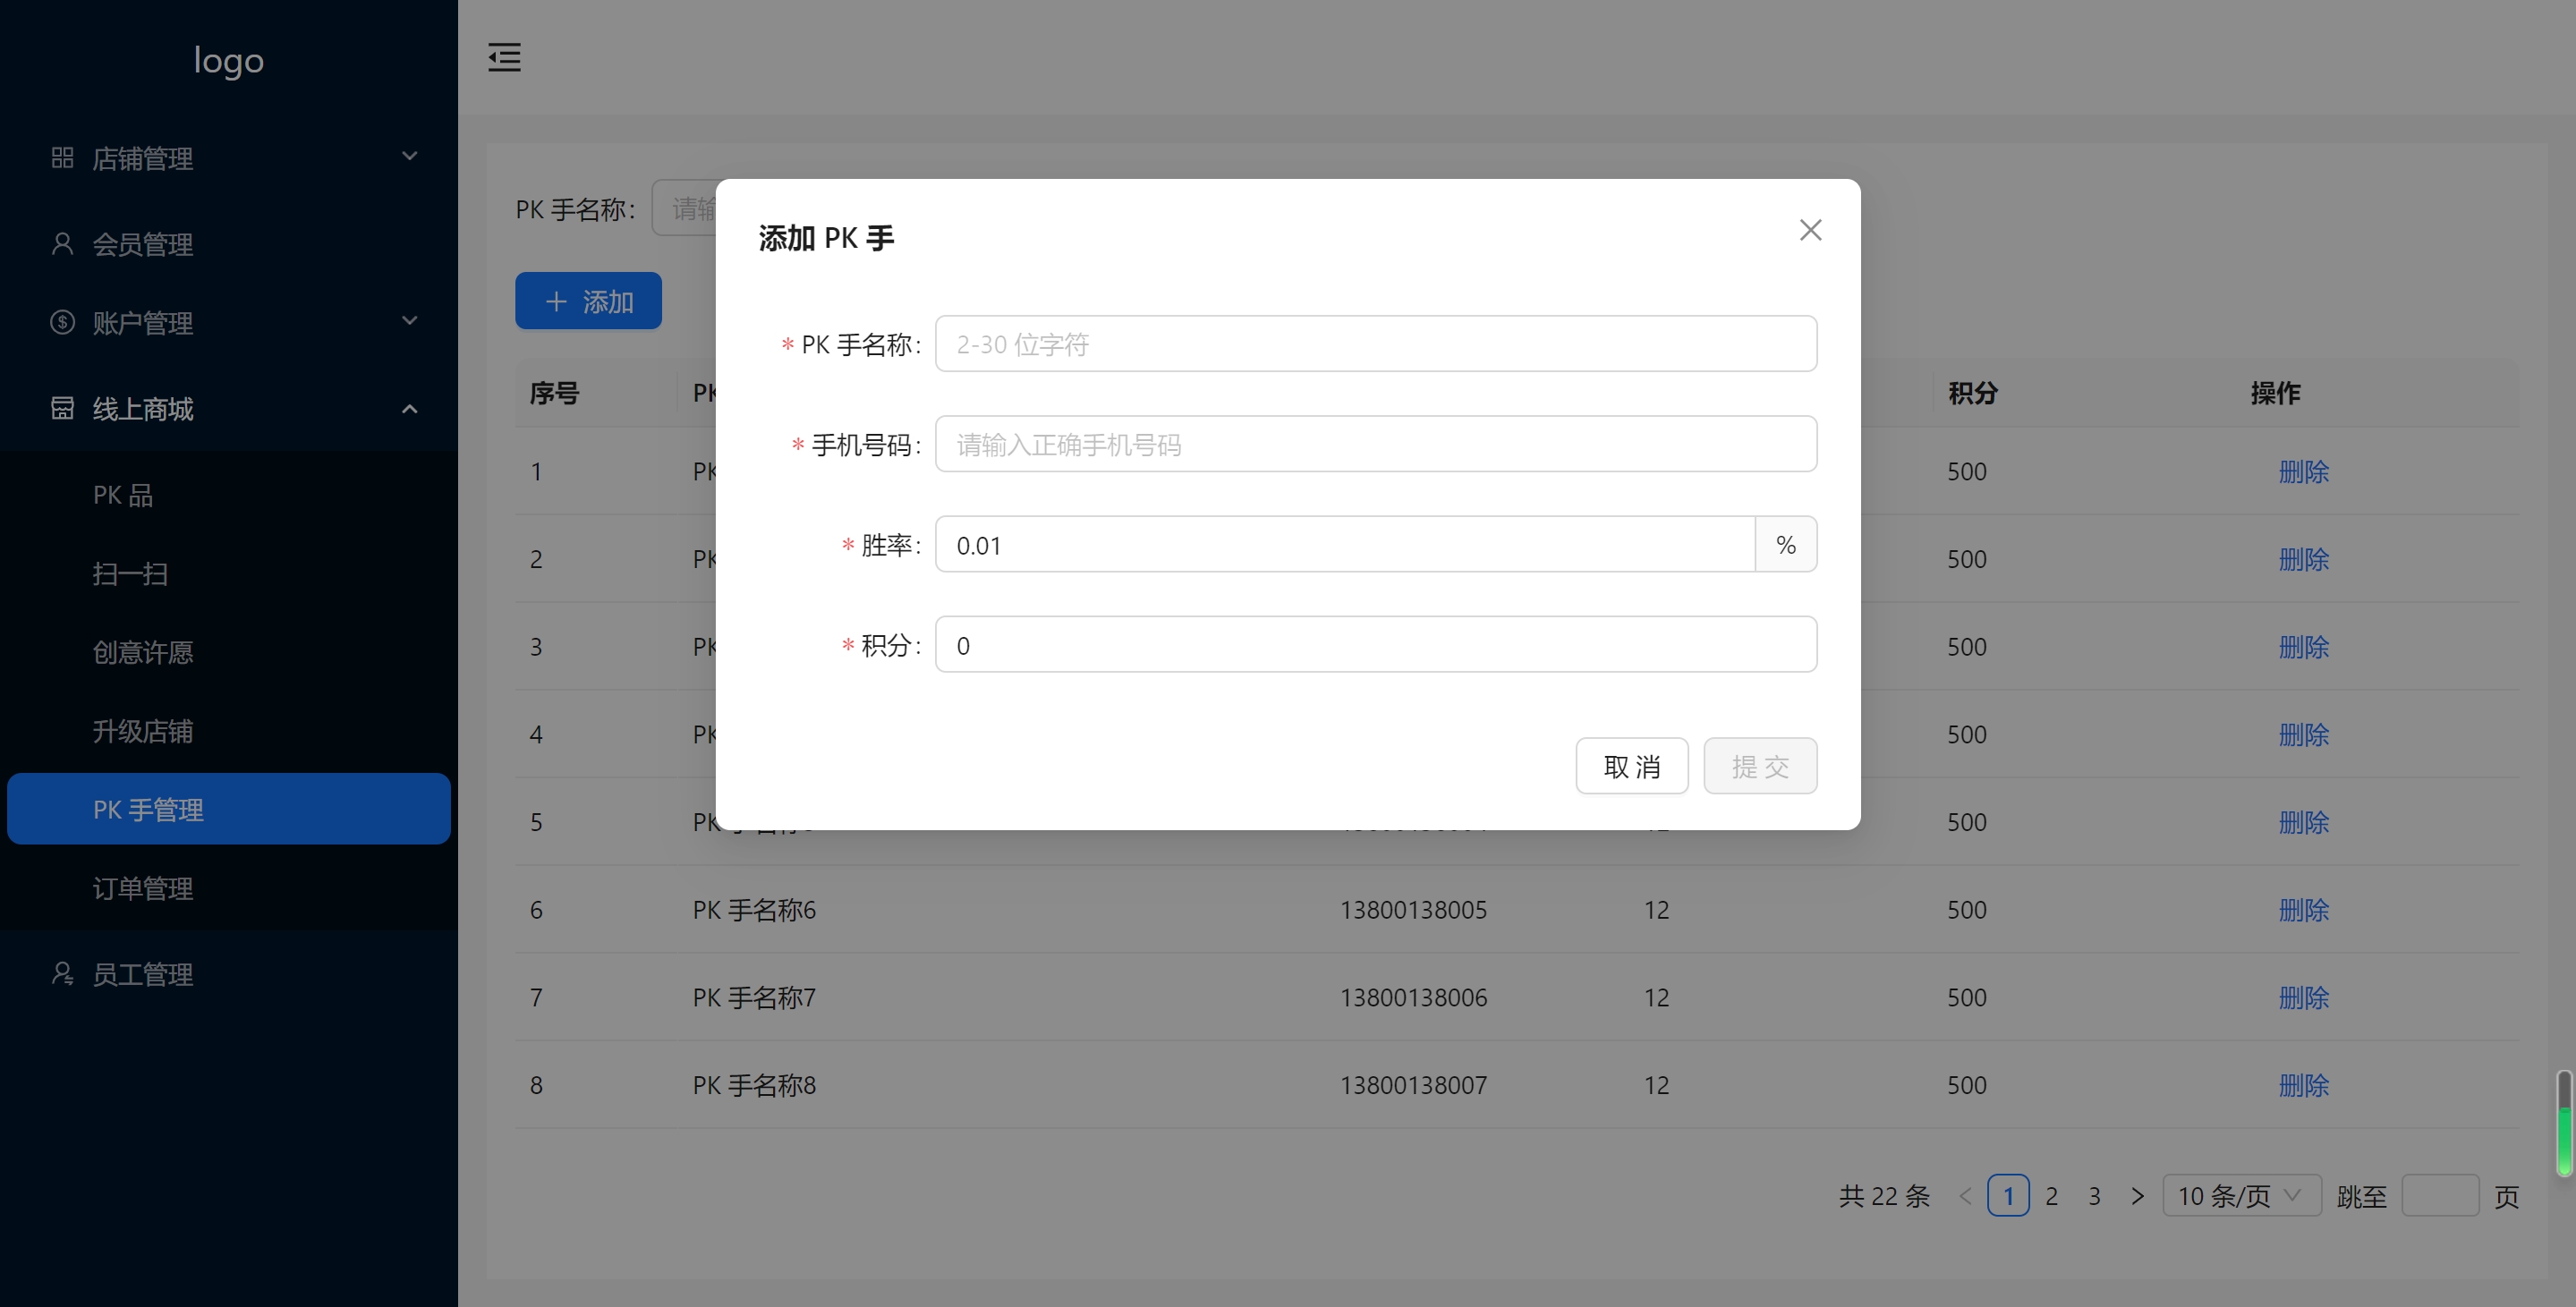 logo
店铺管理
会员管理
账户管理
线上商城
PK 品
扫一扫
创意许愿
升级店铺
PK 手管理
订单管理
员工管理
PK 手名称:
请输
添加
添加 PK 手
* PK 手名称: 2-30 位字符
* 手机号码: 请输入正确手机号码
* 胜率: 0.01 %
* 积分: 0
取 消 提 交
序号 PK 积分 操作
1 PK 500 删除
2 PK 500 删除
3 PK 500 删除
4 PK 500 删除
5 PK 500 删除
6 PK 手名称6 13800138005 12 500 删除
7 PK 手名称7 13800138006 12 500 删除
8 PK 手名称8 13800138007 12 500 删除
共 22 条 < 1 2 3 > 10 条/页 跳至 页